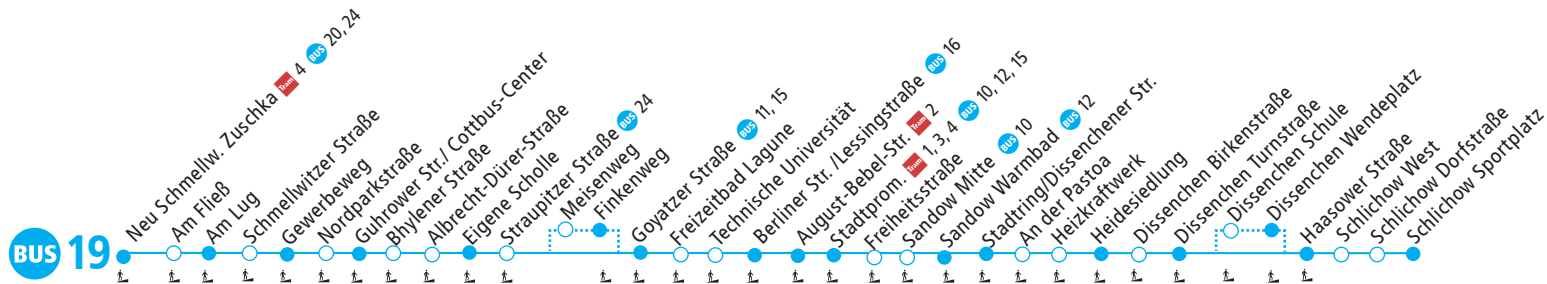 BUS 19
Neu Schmellw. Zuschka Tram 4 BUS 20, 24
Am Fließ
Am Lug
Schmellwitzer Straße
Gewerbeweg
Nordparkstraße
Guhrower Str./ Cottbus-Center
Bhylener Straße
Albrecht-Dürer-Straße
Eigene Scholle
Straupitzer Straße BUS 24
Meisenweg
Finkenweg
Goyatzer Straße BUS 11, 15
Freizeitbad Lagune
Technische Universität
Berliner Str. /Lessingstraße BUS 16
August-Bebel-Str. Tram 2
Stadtprom. Tram 1, 3, 4 BUS 10, 12, 15
Freiheitsstraße
Sandow Mitte BUS 10
Sandow Warmbad BUS 12
Stadtring/Dissenchener Str.
An der Pastoa
Heizkraftwerk
Heidesiedlung
Dissenchen Birkenstraße
Dissenchen Turnstraße
Dissenchen Schule
Dissenchen Wendeplatz
Haasower Straße
Schlichow West
Schlichow Dorfstraße
Schlichow Sportplatz